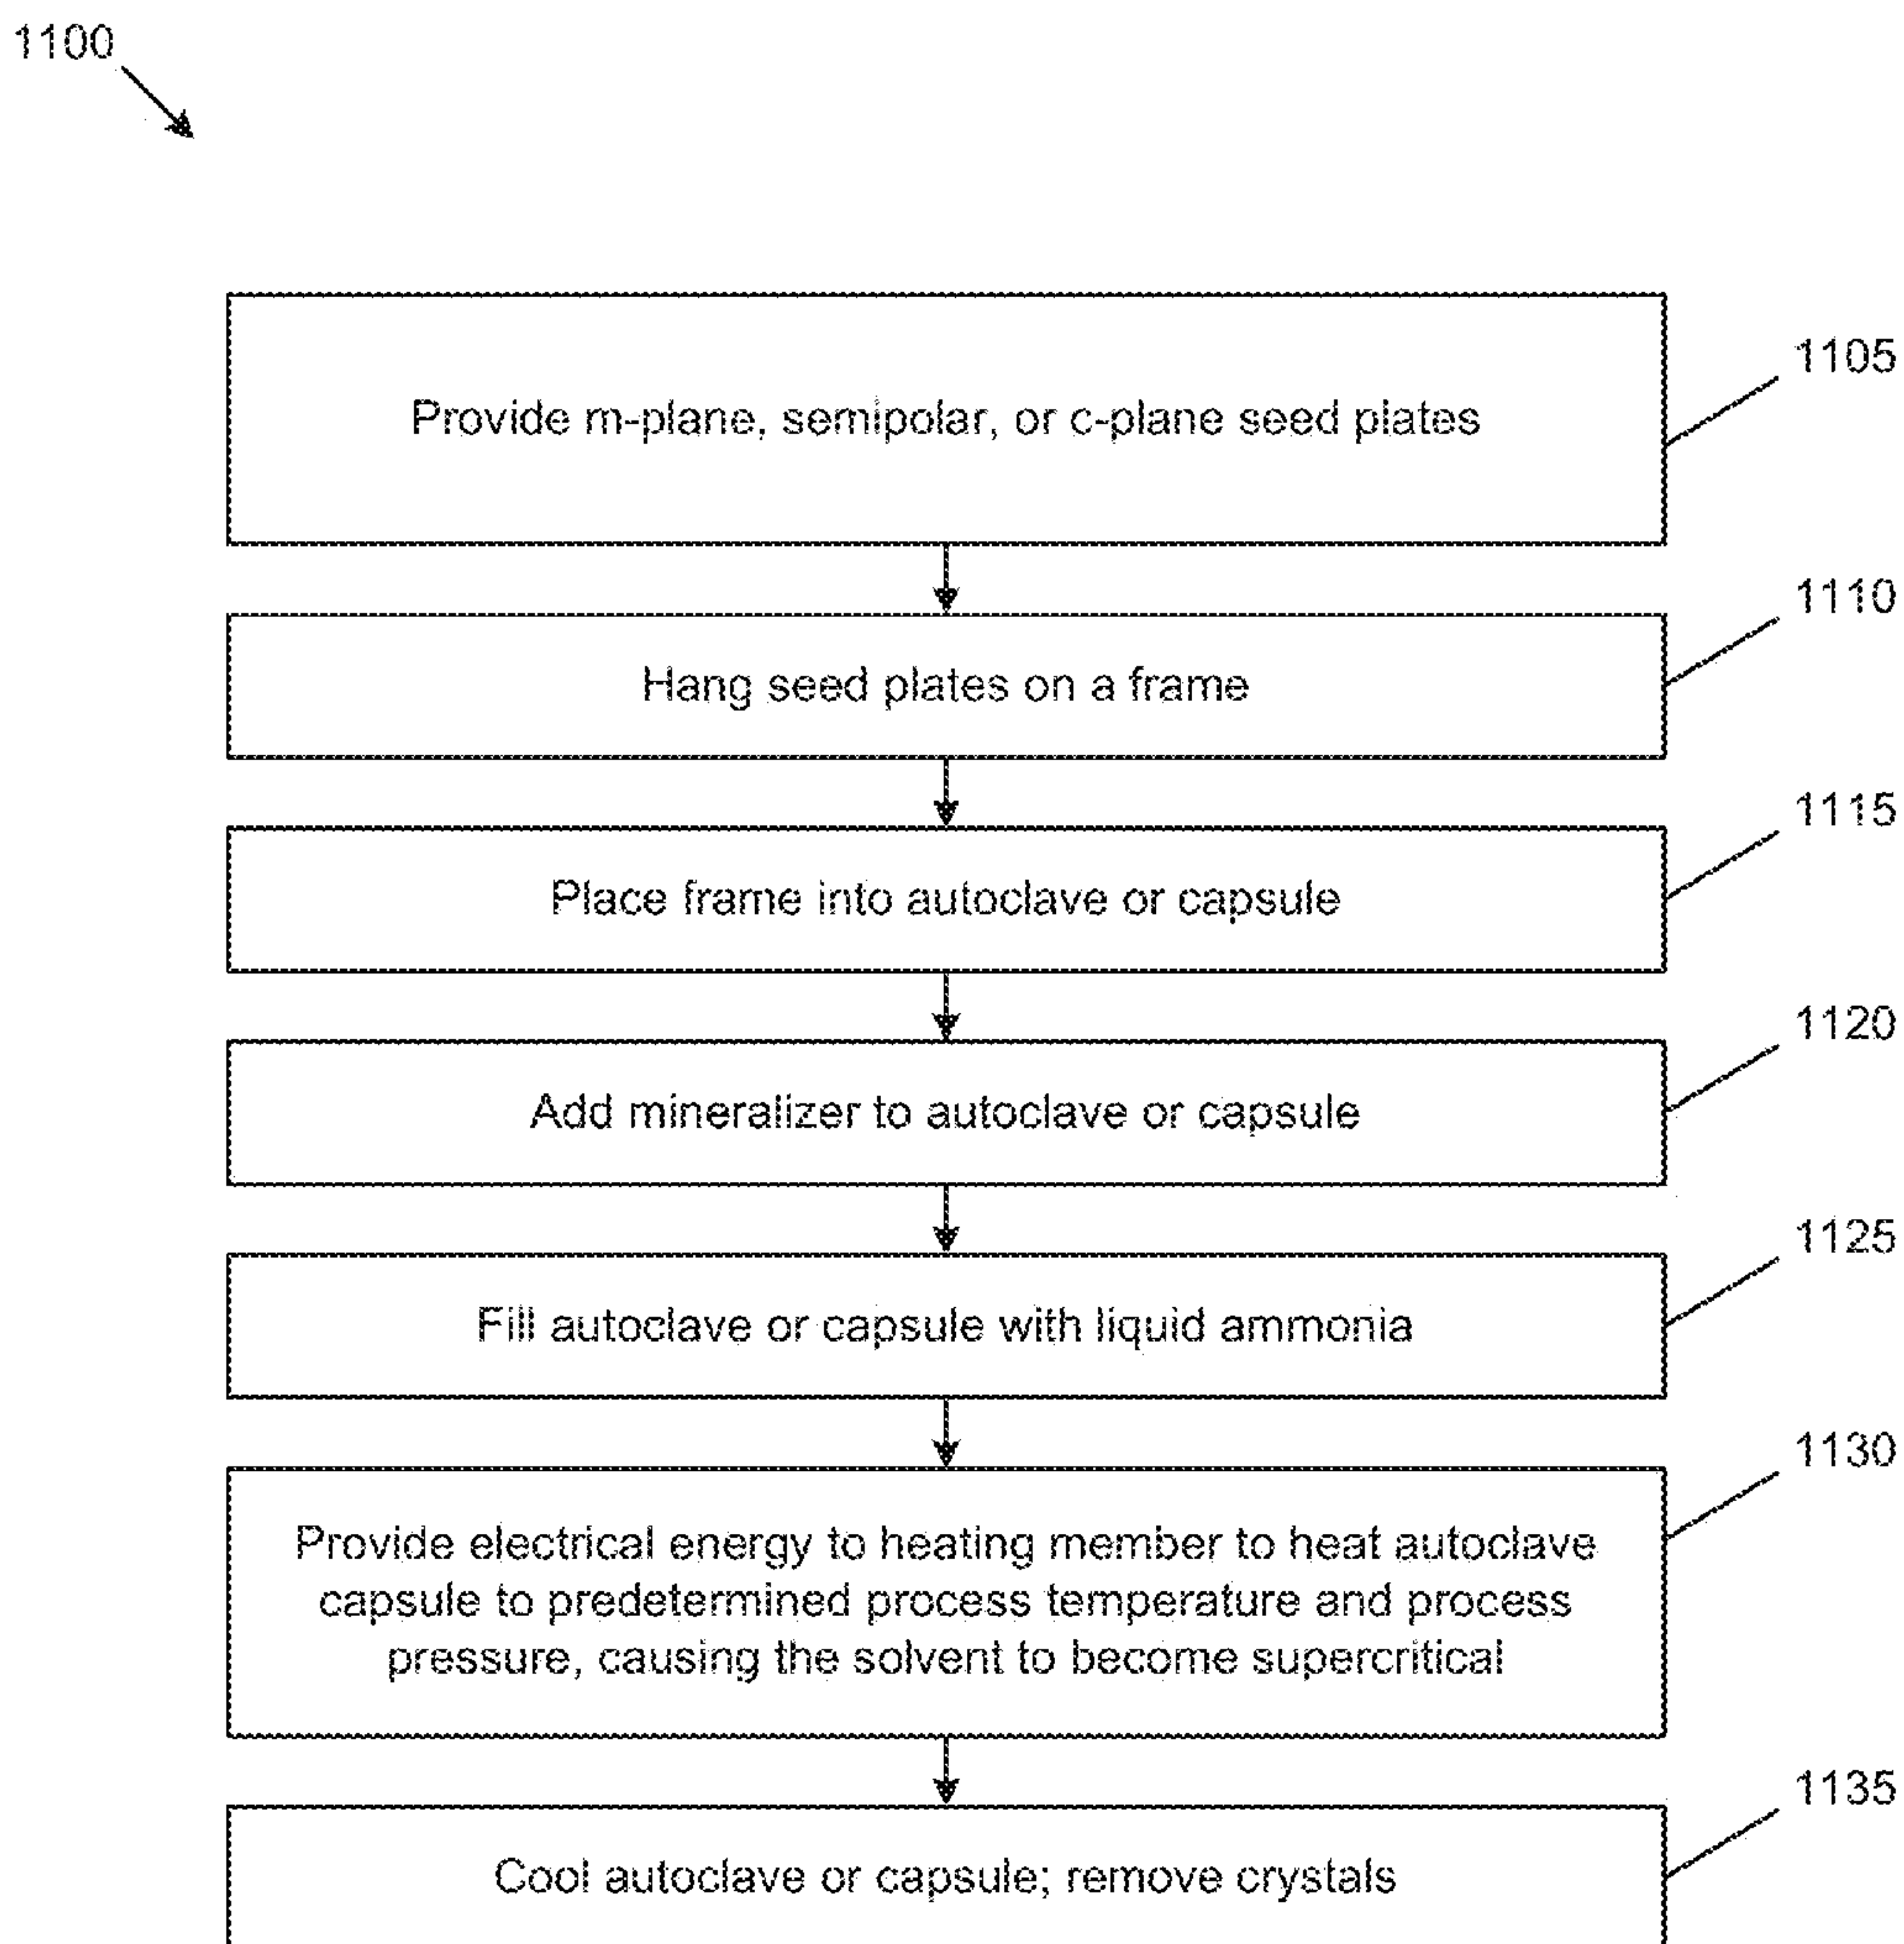 1100
Provide m-plane, semipolar, or c-plane seed plates
1105
Hang seed plates on a frame
1110
Place frame into autoclave or capsule
1115
Add mineralizer to autoclave or capsule
1120
Fill autoclave or capsule with liquid ammonia
1125
Provide electrical energy to heating member to heat autoclave
capsule to predetermined process temperature and process
pressure, causing the solvent to become supercritical
1130
Cool autoclave or capsule; remove crystals
1135